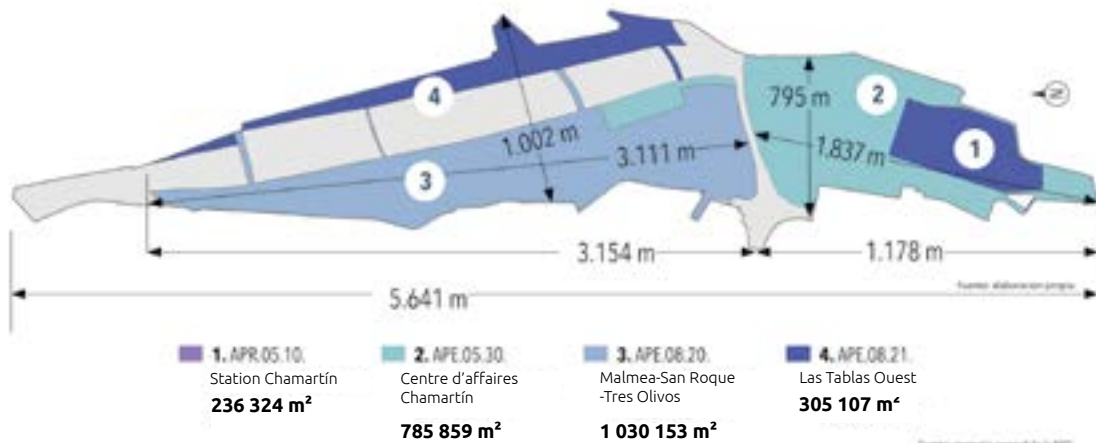 795 m
2
4
1
1.002 m
3.111 m
1.837 m
3
3.154 m
1.178 m
Fuente: elaboración propia
5.641 m
1. APR.05.10.
Station Chamartín
236 324 m²
2. APE.05.30.
Centre d'affaires
Chamartín
785 859 m²
3. APE.08.20.
Malmea-San Roque
-Tres Olivos
1 030 153 m²
4. APE.08.21.
Las Tablas Ouest
305 107 m²